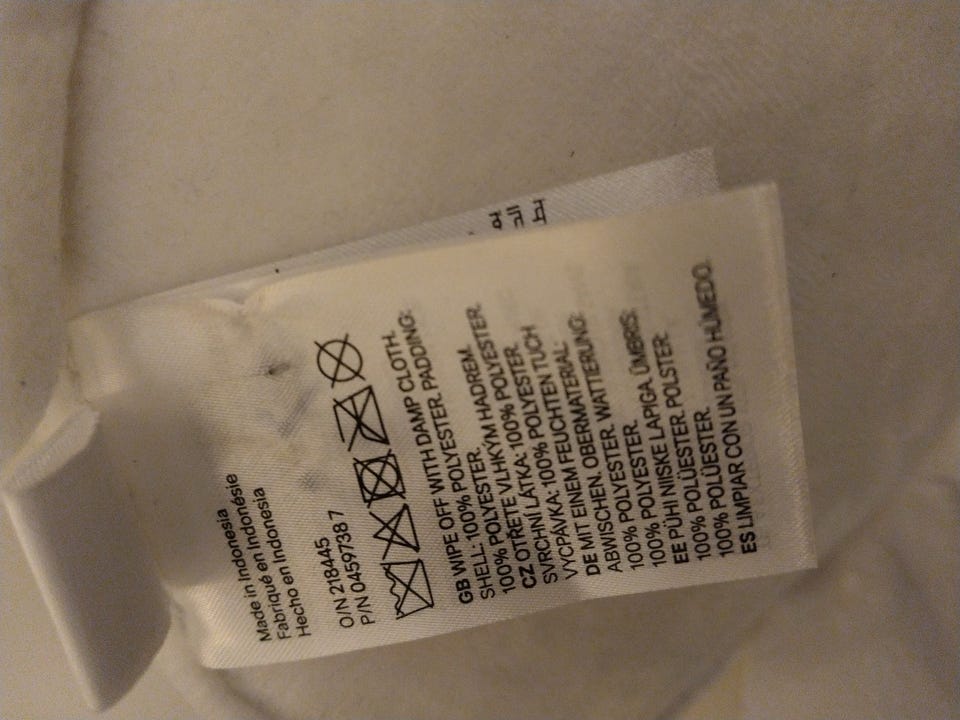 Made in Indonesia
Fabriqué en Indonésie
Hecho en Indonesia
O/N 218445
P/N 0459738 7
GB WIPE OFF WITH DAMP CLOTH.
SHELL: 100% POLYESTER. PADDING:
100% POLYESTER.
CZ OTŘETE VLHKÝM HADREM.
SVRCHNÍ LÁTKA: 100% POLYESTER.
VYCPÁVKA: 100% POLYESTER.
DE MIT EINEM FEUCHTEN TUCH
ABWISCHEN. OBERMATERIAL:
100% POLYESTER. WATTIERUNG:
100% POLYESTER.
EE PÜHI NIISKE LAPIGA. ÜMBRIS:
100% POLÜESTER. POLSTER:
100% POLÜESTER.
ES LIMPIAR CON UN PAÑO HÚMEDO.